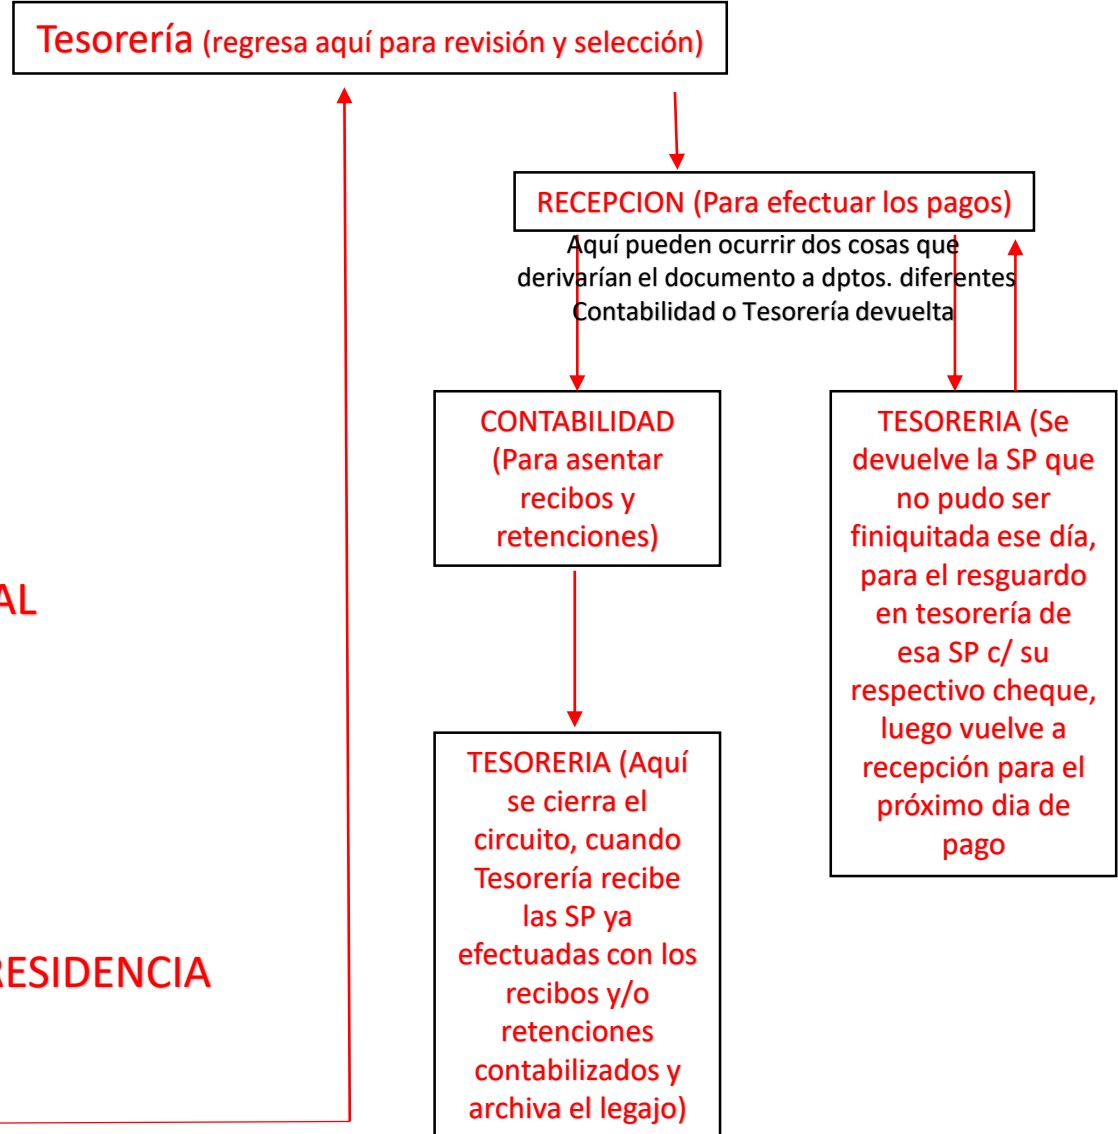 Tesorería (regresa aquí para revisión y selección)
RECEPCION (Para efectuar los pagos)
Aquí pueden ocurrir dos cosas que
derivarían el documento a dptos. diferentes
Contabilidad o Tesorería devuelta
CONTABILIDAD
(Para asentar
recibos y
retenciones)
TESORERIA (Se
devuelve la SP que
no pudo ser
finiquitada ese día,
para el resguardo
en tesorería de
esa SP c/ su
respectivo cheque,
luego vuelve a
recepción para el
próximo dia de
pago
AL
TESORERIA (Aquí
se cierra el
circuito, cuando
Tesorería recibe
las SP ya
efectuadas con los
recibos y/o
retenciones
contabilizados y
archiva el legajo)
RESIDENCIA